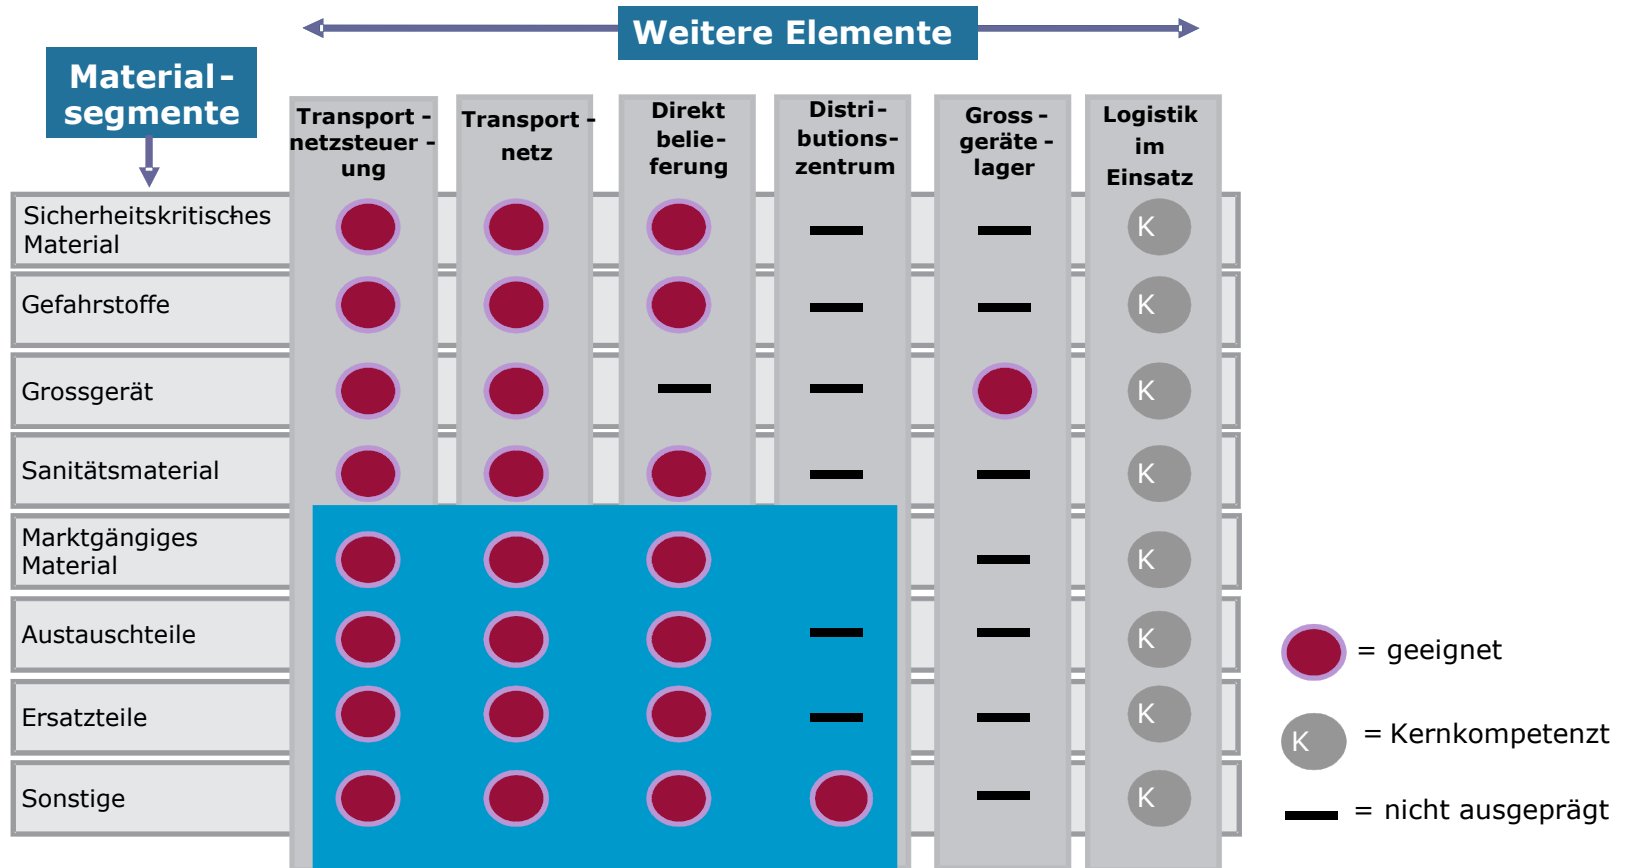 Weitere Elemente
Material-
segmente
Transport-
netzsteuer-
ung
Transport-
netz
Direkt
belie-
ferung
Distri-
butions-
zentrum
Gross-
geräte-
lager
Logistik
im
Einsatz
Sicherheitskritisches
Material
K
Gefahrstoffe
K
Grossgerät
K
Sanitätsmaterial
K
Marktgängiges
Material
K
Austauschteile
K
Ersatzteile
K
Sonstige
K
= geeignet
K = Kernkompetenzt
= nicht ausgeprägt